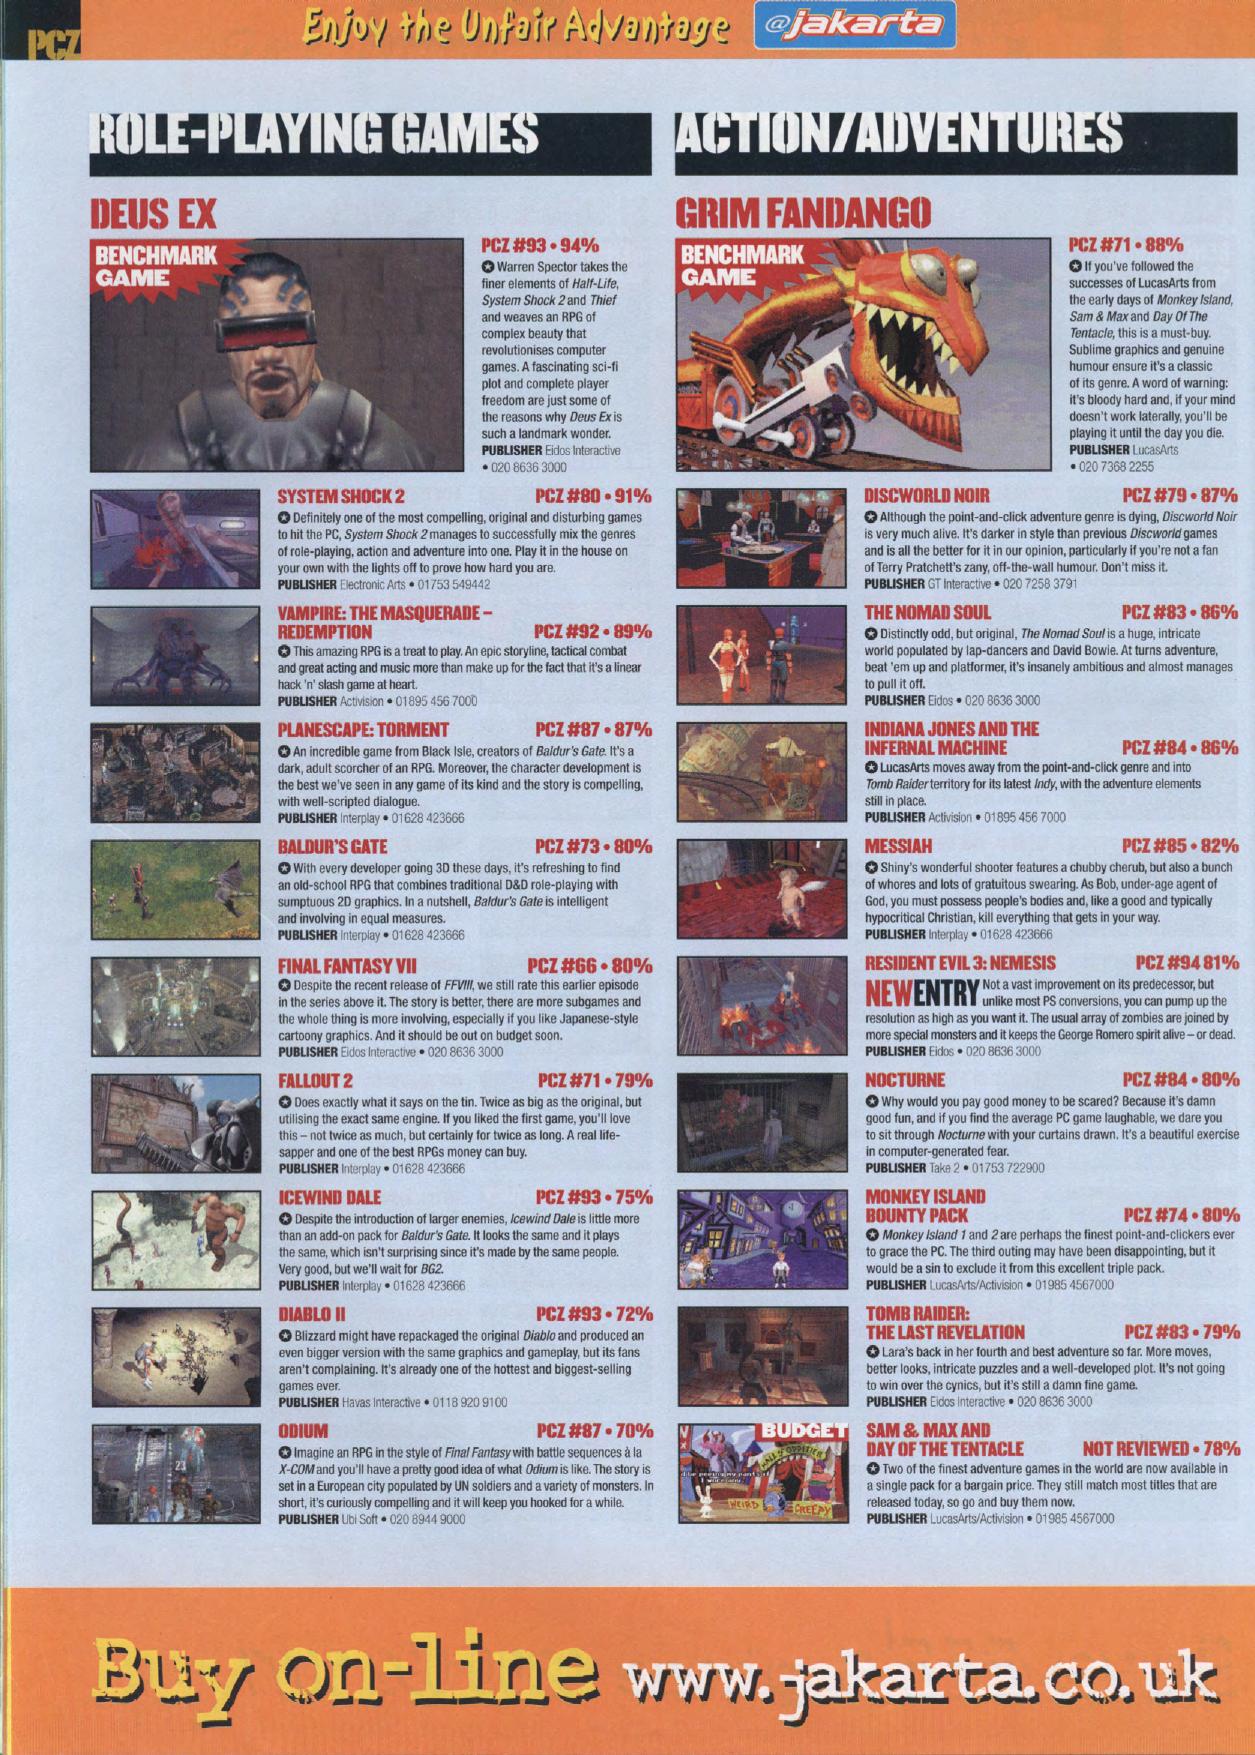 PCZ
Enjoy the Unfair Advantage
@jakarta
ROLE-PLAYING GAMES
DEUS EX
BENCHMARK
GAME
PCZ #93 • 94%
Warren Spector takes the
finer elements of Half-Life,
System Shock 2 and Thief
and weaves an RPG of
complex beauty that
revolutionises computer
games. A fascinating sci-fi
plot and complete player
freedom are just some of
the reasons why Deus Ex is
such a landmark wonder.
PUBLISHER Eidos Interactive
• 020 8636 3000
SYSTEM SHOCK 2 PCZ #80 • 91%
Definitely one of the most compelling, original and disturbing games
to hit the PC, System Shock 2 manages to successfully mix the genres
of role-playing, action and adventure into one. Play it in the house on
your own with the lights off to prove how hard you are.
PUBLISHER Electronic Arts • 01753 549442
VAMPIRE: THE MASQUERADE –
REDEMPTION PCZ #92 • 89%
This amazing RPG is a treat to play. An epic storyline, tactical combat
and great acting and music more than make up for the fact that it's a linear
hack 'n' slash game at heart.
PUBLISHER Activision • 01895 456 7000
PLANESCAPE: TORMENT PCZ #87 • 87%
An incredible game from Black Isle, creators of Baldur's Gate. It's a
dark, adult scorcher of an RPG. Moreover, the character development is
the best we've seen in any game of its kind and the story is compelling,
with well-scripted dialogue.
PUBLISHER Interplay • 01628 423666
BALDUR'S GATE PCZ #73 • 80%
With every developer going 3D these days, it's refreshing to find
an old-school RPG that combines traditional D&D role-playing with
sumptuous 2D graphics. In a nutshell, Baldur's Gate is intelligent
and involving in equal measures.
PUBLISHER Interplay • 01628 423666
FINAL FANTASY VII PCZ #66 • 80%
Despite the recent release of FFVIII, we still rate this earlier episode
in the series above it. The story is better, there are more subgames and
the whole thing is more involving, especially if you like Japanese-style
cartoony graphics. And it should be out on budget soon.
PUBLISHER Eidos Interactive • 020 8636 3000
FALLOUT 2 PCZ #71 • 79%
Does exactly what it says on the tin. Twice as big as the original, but
utilising the exact same engine. If you liked the first game, you'll love
this – not twice as much, but certainly for twice as long. A real life-
sapper and one of the best RPGs money can buy.
PUBLISHER Interplay • 01628 423666
ICEWIND DALE PCZ #93 • 75%
Despite the introduction of larger enemies, Icewind Dale is little more
than an add-on pack for Baldur's Gate. It looks the same and it plays
the same, which isn't surprising since it's made by the same people.
Very good, but we'll wait for BG2.
PUBLISHER Interplay • 01628 423666
DIABLO II PCZ #93 • 72%
Blizzard might have repackaged the original Diablo and produced an
even bigger version with the same graphics and gameplay, but its fans
aren't complaining. It's already one of the hottest and biggest-selling
games ever.
PUBLISHER Havas Interactive • 0118 920 9100
ODIUM PCZ #87 • 70%
Imagine an RPG in the style of Final Fantasy with battle sequences à la
X-COM and you'll have a pretty good idea of what Odium is like. The story is
set in a European city populated by UN soldiers and a variety of monsters. In
short, it's curiously compelling and it will keep you hooked for a while.
PUBLISHER Ubi Soft • 020 8944 9000
ACTION/ADVENTURES
GRIM FANDANGO
BENCHMARK
GAME
PCZ #71 • 88%
If you've followed the
successes of LucasArts from
the early days of Monkey Island,
Sam & Max and Day Of The
Tentacle, this is a must-buy.
Sublime graphics and genuine
humour ensure it's a classic
of its genre. A word of warning:
it's bloody hard and, if your mind
doesn't work laterally, you'll be
playing it until the day you die.
PUBLISHER LucasArts
• 020 7368 2255
DISCWORLD NOIR PCZ #79 • 87%
Although the point-and-click adventure genre is dying, Discworld Noir
is very much alive. It's darker in style than previous Discworld games
and is all the better for it in our opinion, particularly if you're not a fan
of Terry Pratchett's zany, off-the-wall humour. Don't miss it.
PUBLISHER GT Interactive • 020 7258 3791
THE NOMAD SOUL PCZ #83 • 86%
Distinctly odd, but original, The Nomad Soul is a huge, intricate
world populated by lap-dancers and David Bowie. At turns adventure,
beat 'em up and platformer, it's insanely ambitious and almost manages
to pull it off.
PUBLISHER Eidos • 020 8636 3000
INDIANA JONES AND THE
INFERNAL MACHINE PCZ #84 • 86%
LucasArts moves away from the point-and-click genre and into
Tomb Raider territory for its latest Indy, with the adventure elements
still in place.
PUBLISHER Activision • 01895 456 7000
MESSIAH PCZ #85 • 82%
Shiny's wonderful shooter features a chubby cherub, but also a bunch
of whores and lots of gratuitous swearing. As Bob, under-age agent of
God, you must possess people's bodies and, like a good and typically
hypocritical Christian, kill everything that gets in your way.
PUBLISHER Interplay • 01628 423666
RESIDENT EVIL 3: NEMESIS PCZ #94 81%
NEW ENTRY Not a vast improvement on its predecessor, but
unlike most PS conversions, you can pump up the
resolution as high as you want it. The usual array of zombies are joined by
more special monsters and it keeps the George Romero spirit alive – or dead.
PUBLISHER Eidos • 020 8636 3000
NOCTURNE PCZ #84 • 80%
Why would you pay good money to be scared? Because it's damn
good fun, and if you find the average PC game laughable, we dare you
to sit through Nocturne with your curtains drawn. It's a beautiful exercise
in computer-generated fear.
PUBLISHER Take 2 • 01753 722900
MONKEY ISLAND
BOUNTY PACK PCZ #74 • 80%
Monkey Island 1 and 2 are perhaps the finest point-and-clickers ever
to grace the PC. The third outing may have been disappointing, but it
would be a sin to exclude it from this excellent triple pack.
PUBLISHER LucasArts/Activision • 01985 4567000
TOMB RAIDER:
THE LAST REVELATION PCZ #83 • 79%
Lara's back in her fourth and best adventure so far. More moves,
better looks, intricate puzzles and a well-developed plot. It's not going
to win over the cynics, but it's still a damn fine game.
PUBLISHER Eidos Interactive • 020 8636 3000
BUDGET
WEIRD
CREEPY
SAM & MAX AND
DAY OF THE TENTACLE NOT REVIEWED • 78%
Two of the finest adventure games in the world are now available in
a single pack for a bargain price. They still match most titles that are
released today, so go and buy them now.
PUBLISHER LucasArts/Activision • 01985 4567000
Buy on-line www.jakarta.co.uk